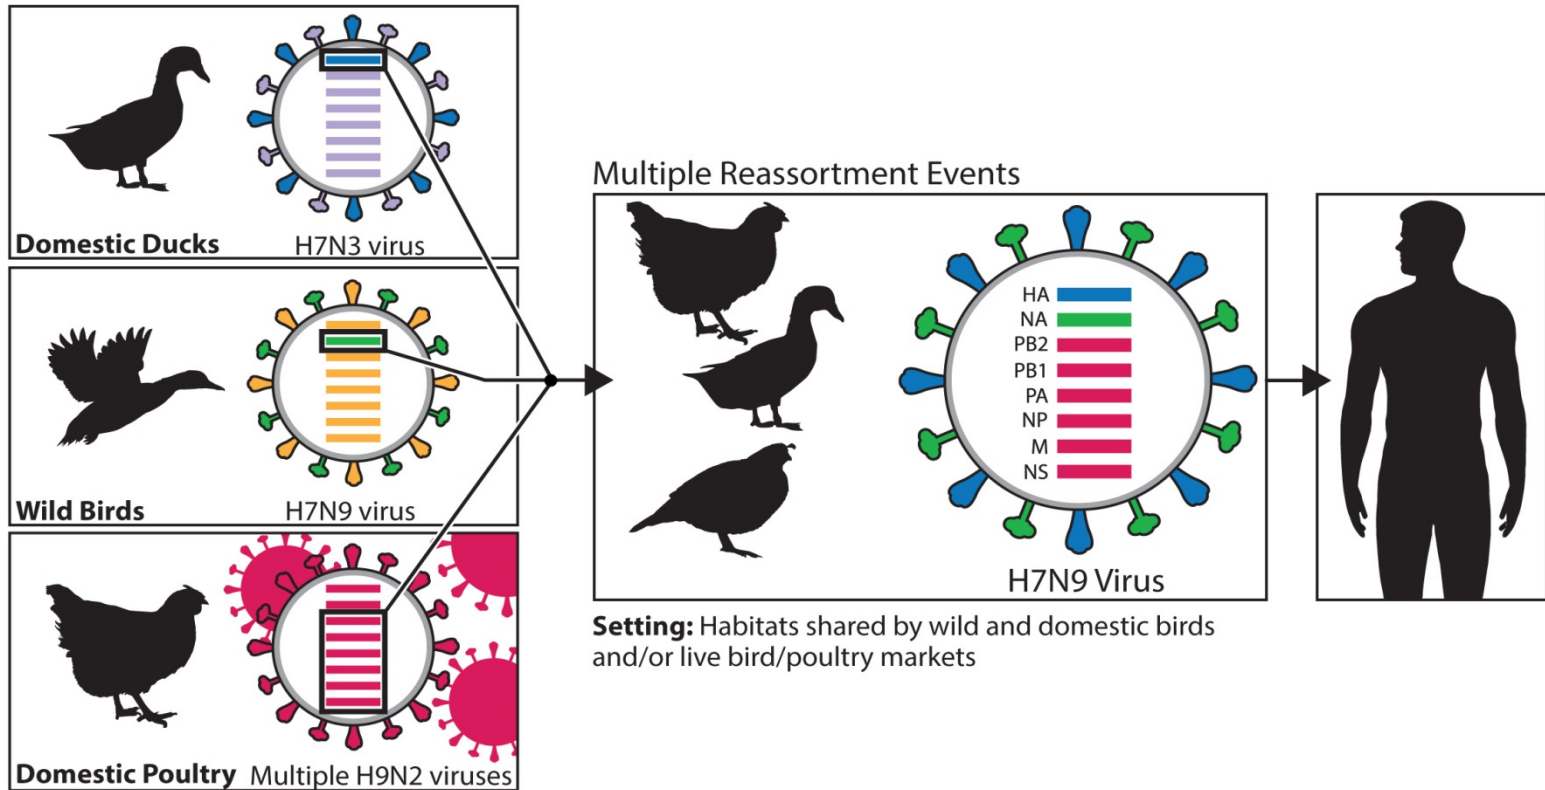 Domestic Ducks
H7N3 virus
Wild Birds
H7N9 virus
Domestic Poultry
Multiple H9N2 viruses
Multiple Reassortment Events
HA
NA
PB2
PB1
PA
NP
M
NS
H7N9 Virus
Setting: Habitats shared by wild and domestic birds
and/or live bird/poultry markets